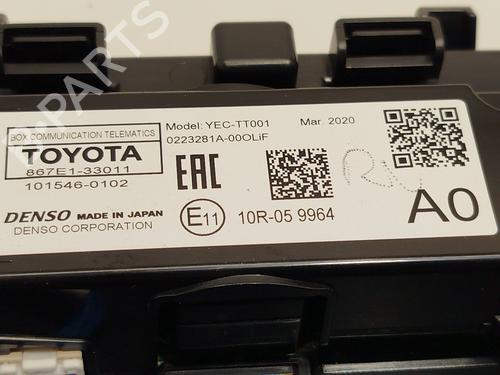 BOX COMMUNICATION TELEMATICS
TOYOTA
867E1-33011
101546-0102
DENSO MADE IN JAPAN
DENSO CORPORATION
Model: YEC-TT001 Mar. 2020
0223281A-00OLiF
EAC
E11 10R-05 9964
A0
PARTS